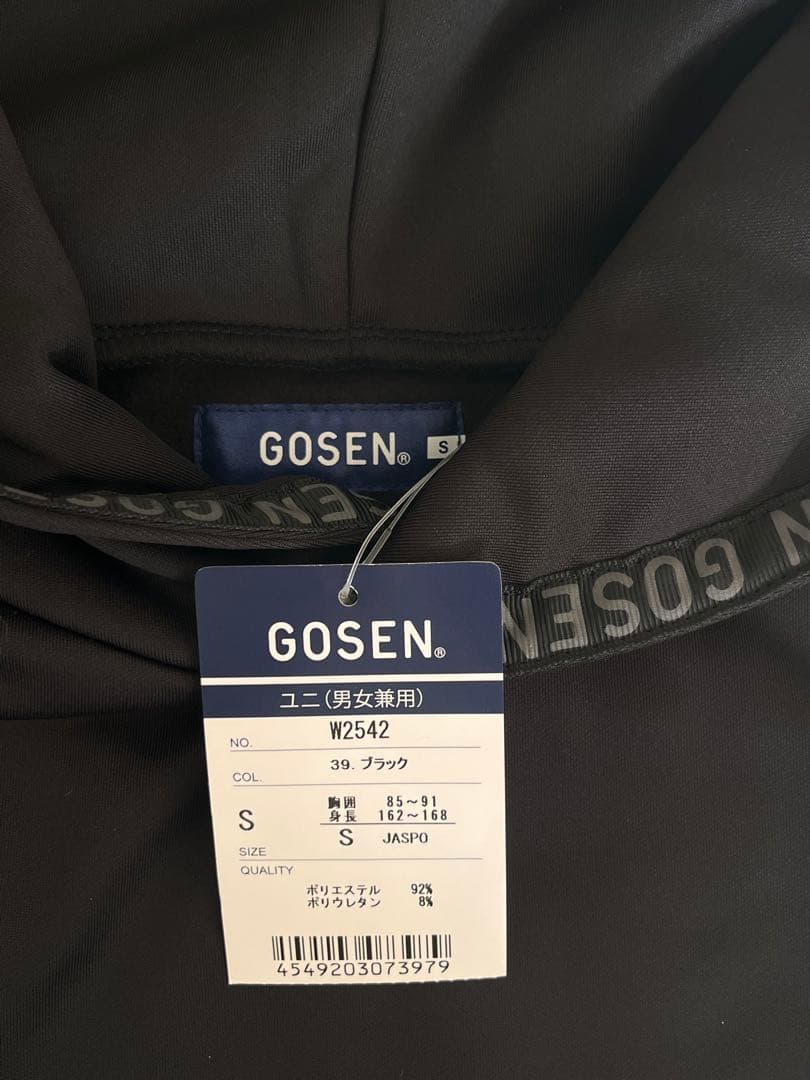 GOSEN® S
GOSEN GOS
GOSEN®
N GOSEN
ユニ(男女兼用)
NO. W2542
COL. 39. ブラック
胸囲 85～91
S 身長 162～168
SIZE S JASPO
QUALITY
ポリエステル 92%
ポリウレタン 8%
4549203073979